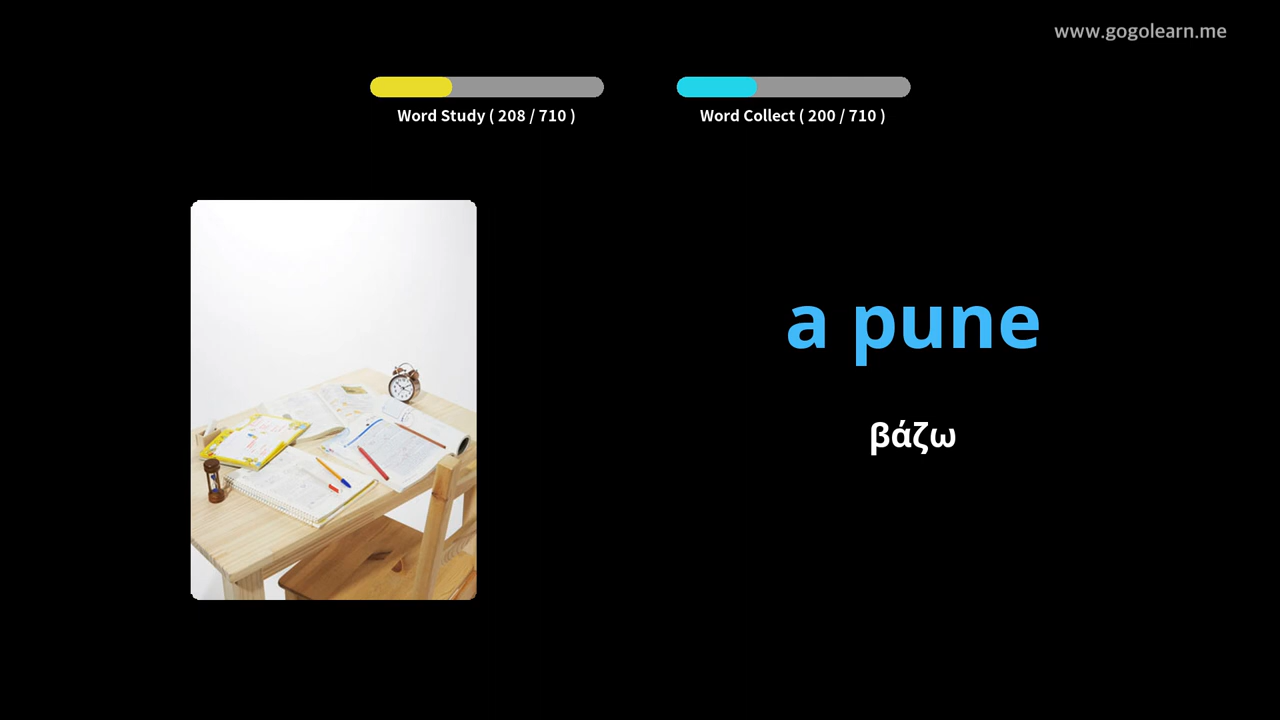 www.gogolearn.me
Word Study ( 208 / 710 )
Word Collect ( 200 / 710 )
a pune
βάζω